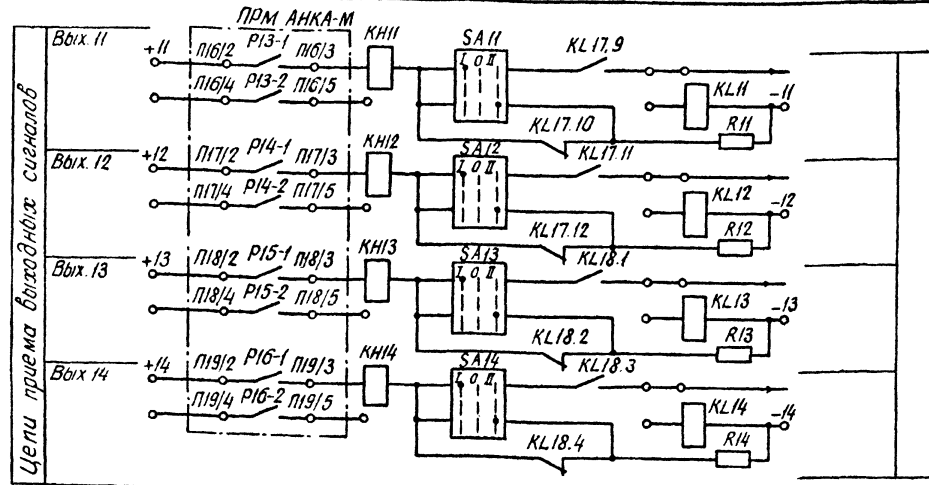 ПРМ АНКА-М
Цепи приема выходных сигналов
Вых. 11
+11 П16/2 Р13-1 П16/3 КН11 SA11 KL17.9
I O II
П16/4 Р13-2 П16/5 KL11 -11
KL17.10 R11
Вых. 12
+12 П17/2 Р14-1 П17/3 КН12 SA12 KL17.11
I O II
П17/4 Р14-2 П17/5 KL12 -12
KL17.12 R12
Вых. 13
+13 П18/2 Р15-1 П18/3 КН13 SA13 KL18.1
I O II
П18/4 Р15-2 П18/5 KL13 -13
KL18.2 R13
Вых 14
+14 П19/2 Р16-1 П19/3 КН14 SA14 KL18.3
I O II
П19/4 Р16-2 П19/5 KL14 -14
KL18.4 R14